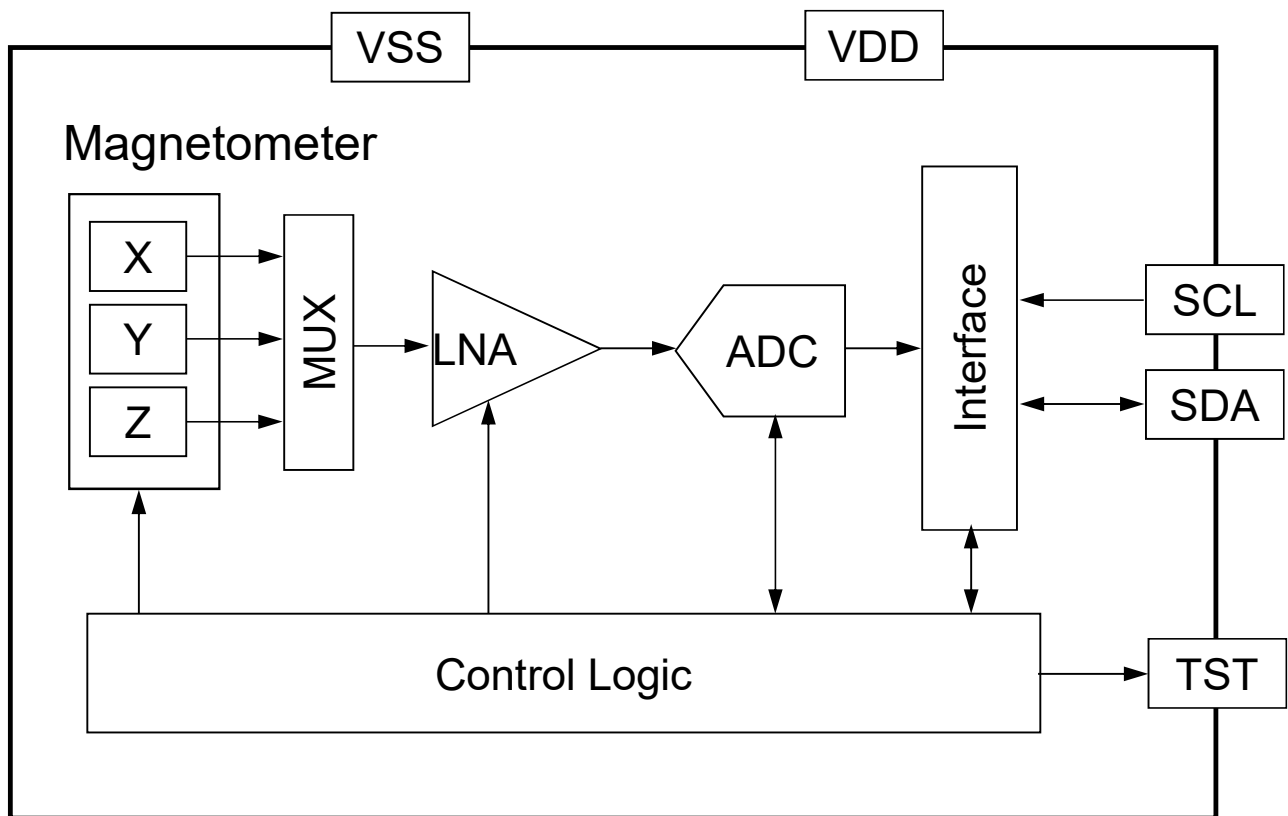 VSS
VDD
Magnetometer
X
Y
Z
MUX
LNA
ADC
Interface
SCL
SDA
Control Logic
TST